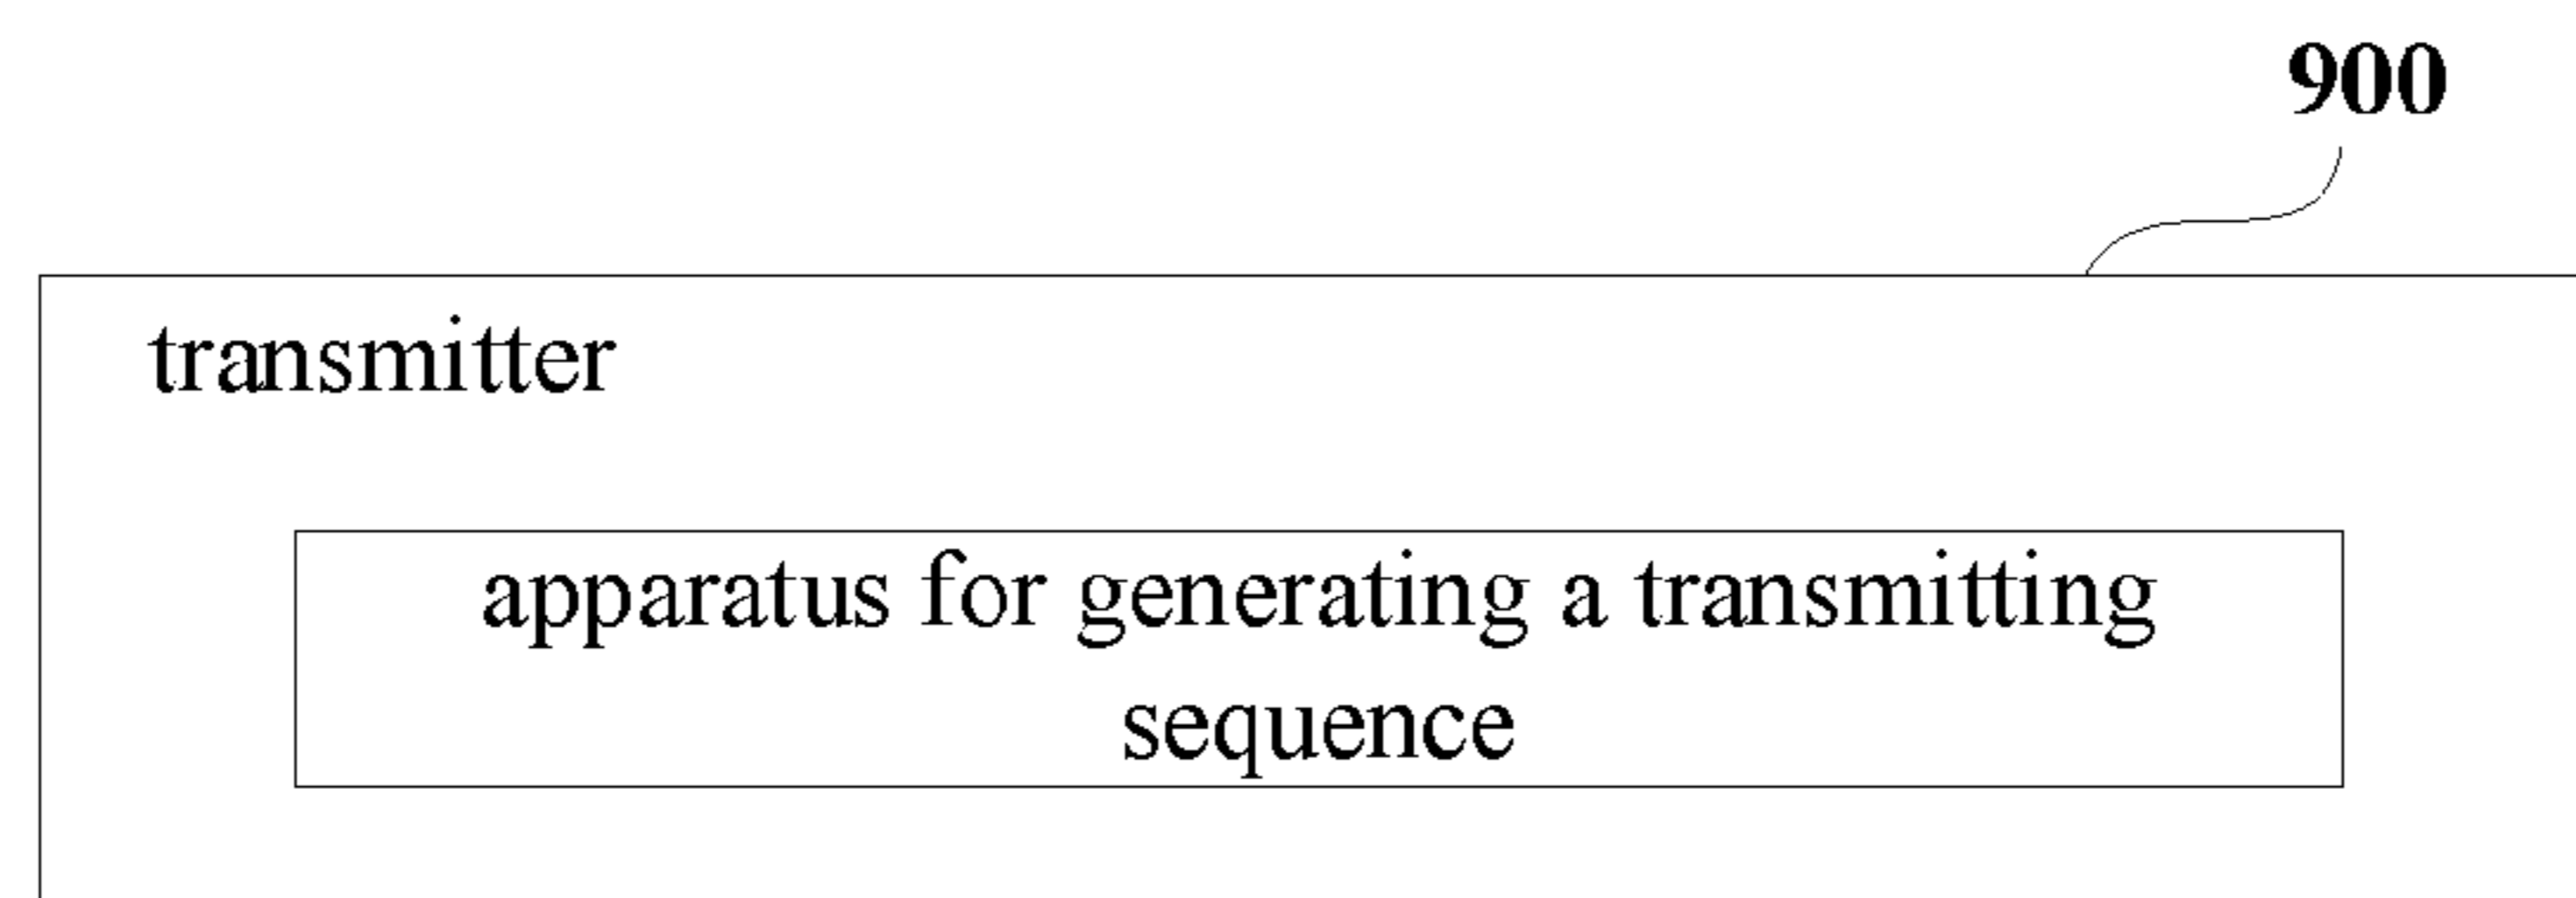 900
transmitter
apparatus for generating a transmitting
sequence